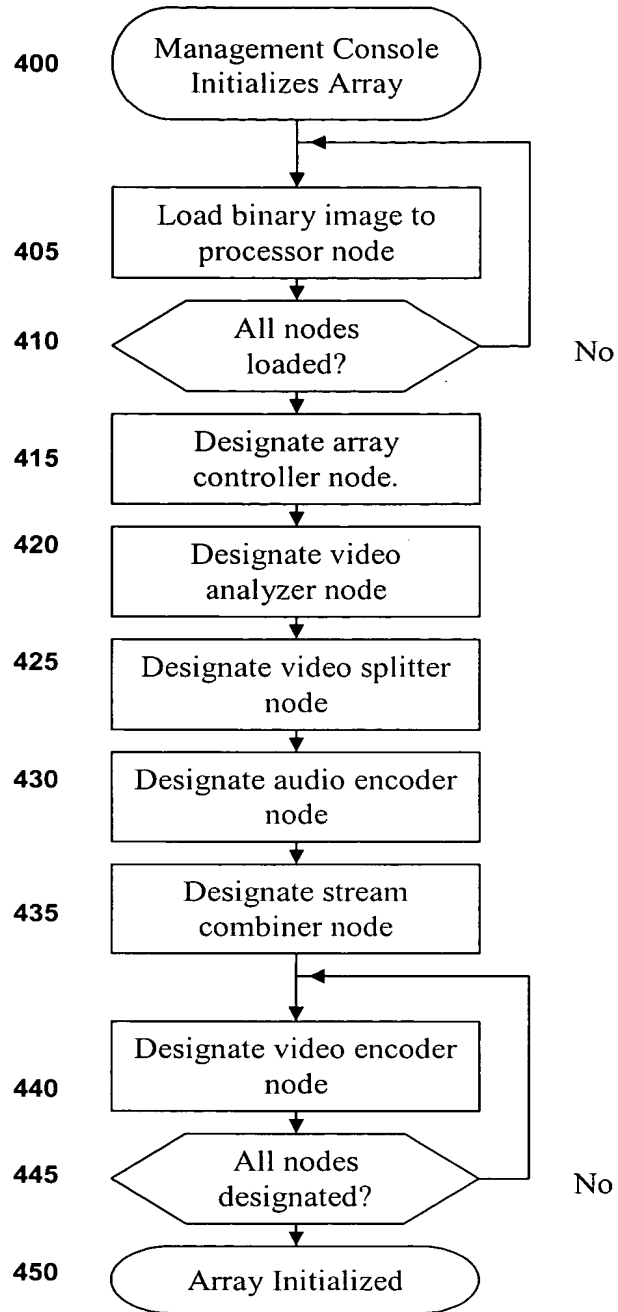 400
Management Console
Initializes Array
Load binary image to
405
processor node
All nodes
410
loaded?
No
415
Designate array
controller node.
420
Designate video
analyzer node
425
Designate video splitter
node
430
Designate audio encoder
node
Designate stream
435
combiner node
Designate video encoder
440
node
All nodes
445
designated?
No
450
Array Initialized